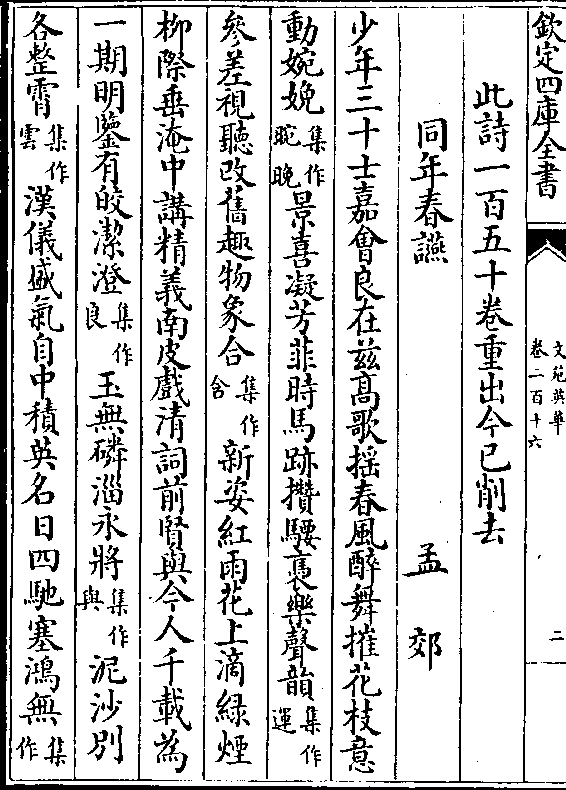 欽定四庫全書
文苑英華
卷二百十六
二
此詩一百五十卷重出今已削去
同年春讌
孟郊
少年三十士嘉會良在兹髙歌揺春風醉舞摧花枝意
動婉娩集作晼晚景喜凝芳菲時馬跡攅騕褭樂聲韻集作運
參差視聽改舊趣物象合集作含新姿紅雨花上滴綠煙
柳際垂淹中講精義南皮戲清詞前賢與今人千載為
一期明鑒有皎潔澄集作良玉無磷淄永將集作與泥沙別
各整霄集作雲漢儀盛氣自中積英名日四馳塞鴻無集作